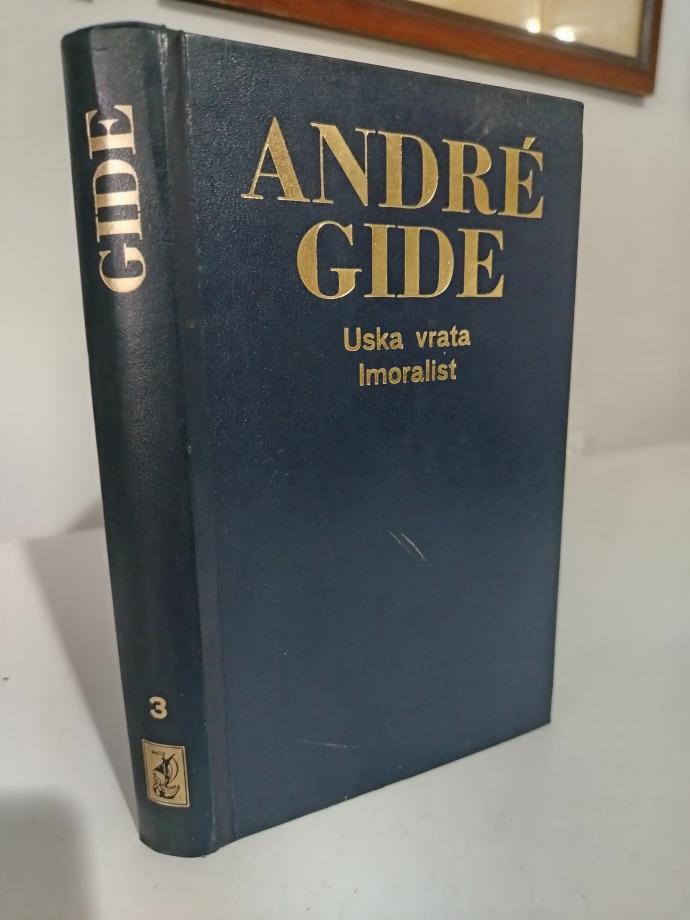 GIDE
3
ANDRÉ
GIDE
Uska vrata
Imoralist